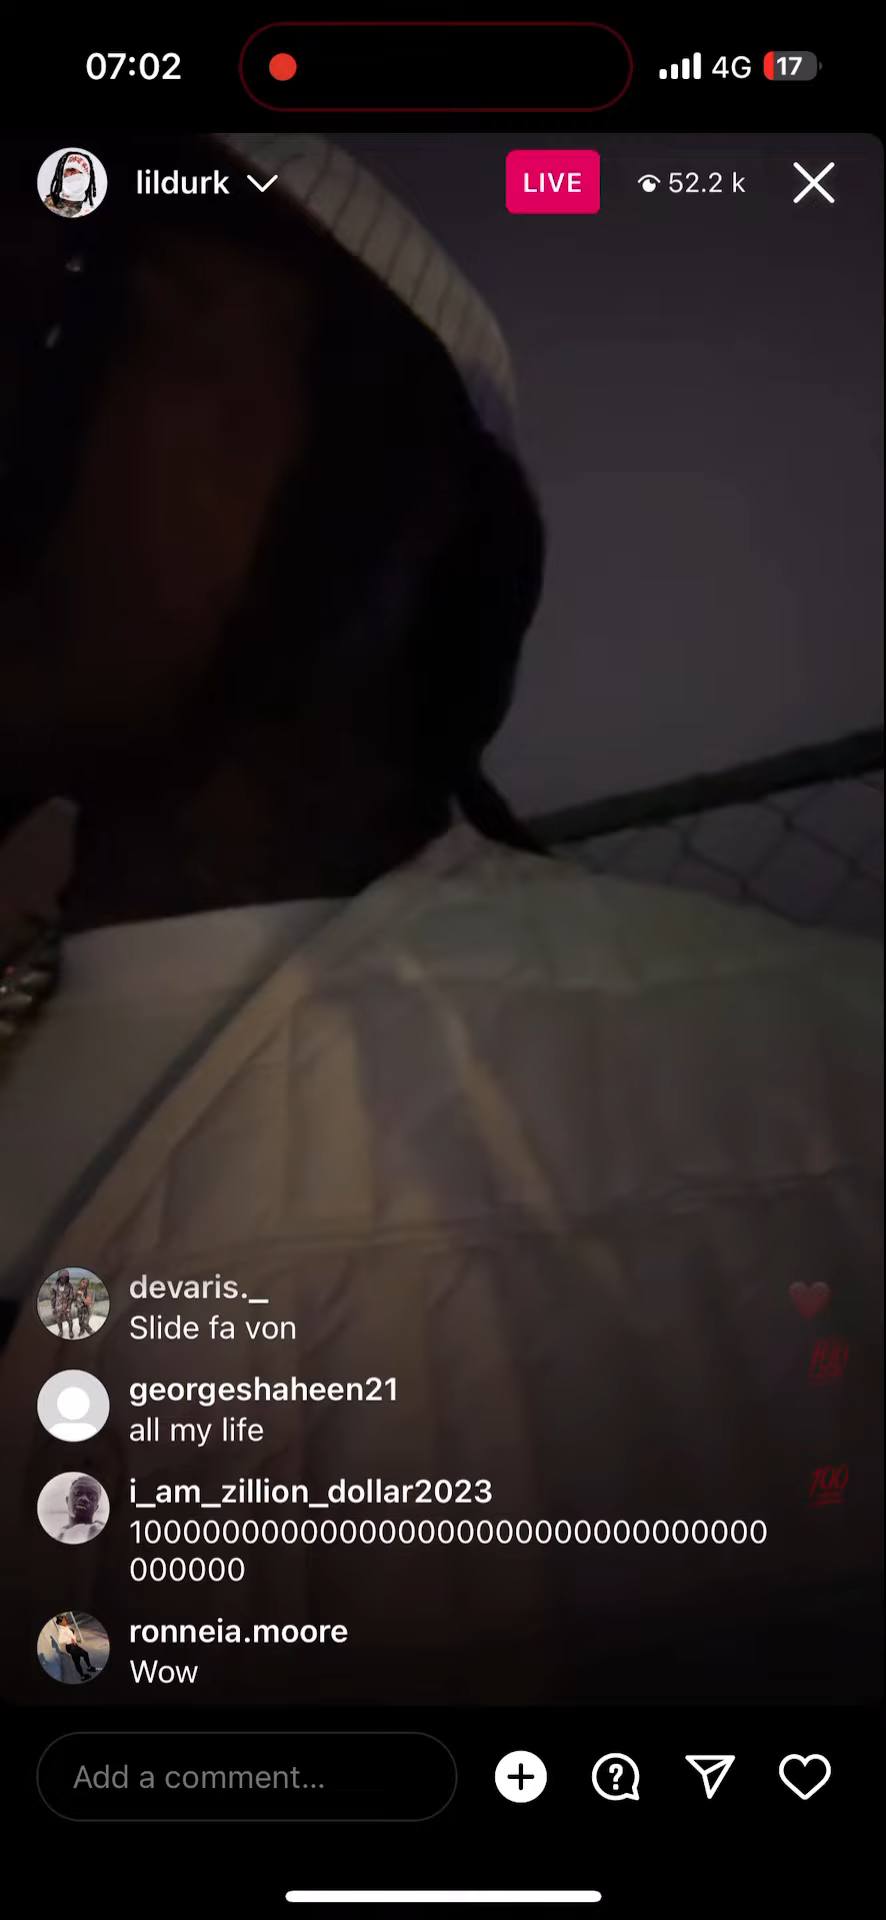 07:02
4G
17
lildurk
LIVE
52.2 k
devaris._
Slide fa von
georgeshaheen21
all my life
i_am_zillion_dollar2023
1000000000000000000000000000000000
000000
ronneia.moore
Wow
Add a comment...